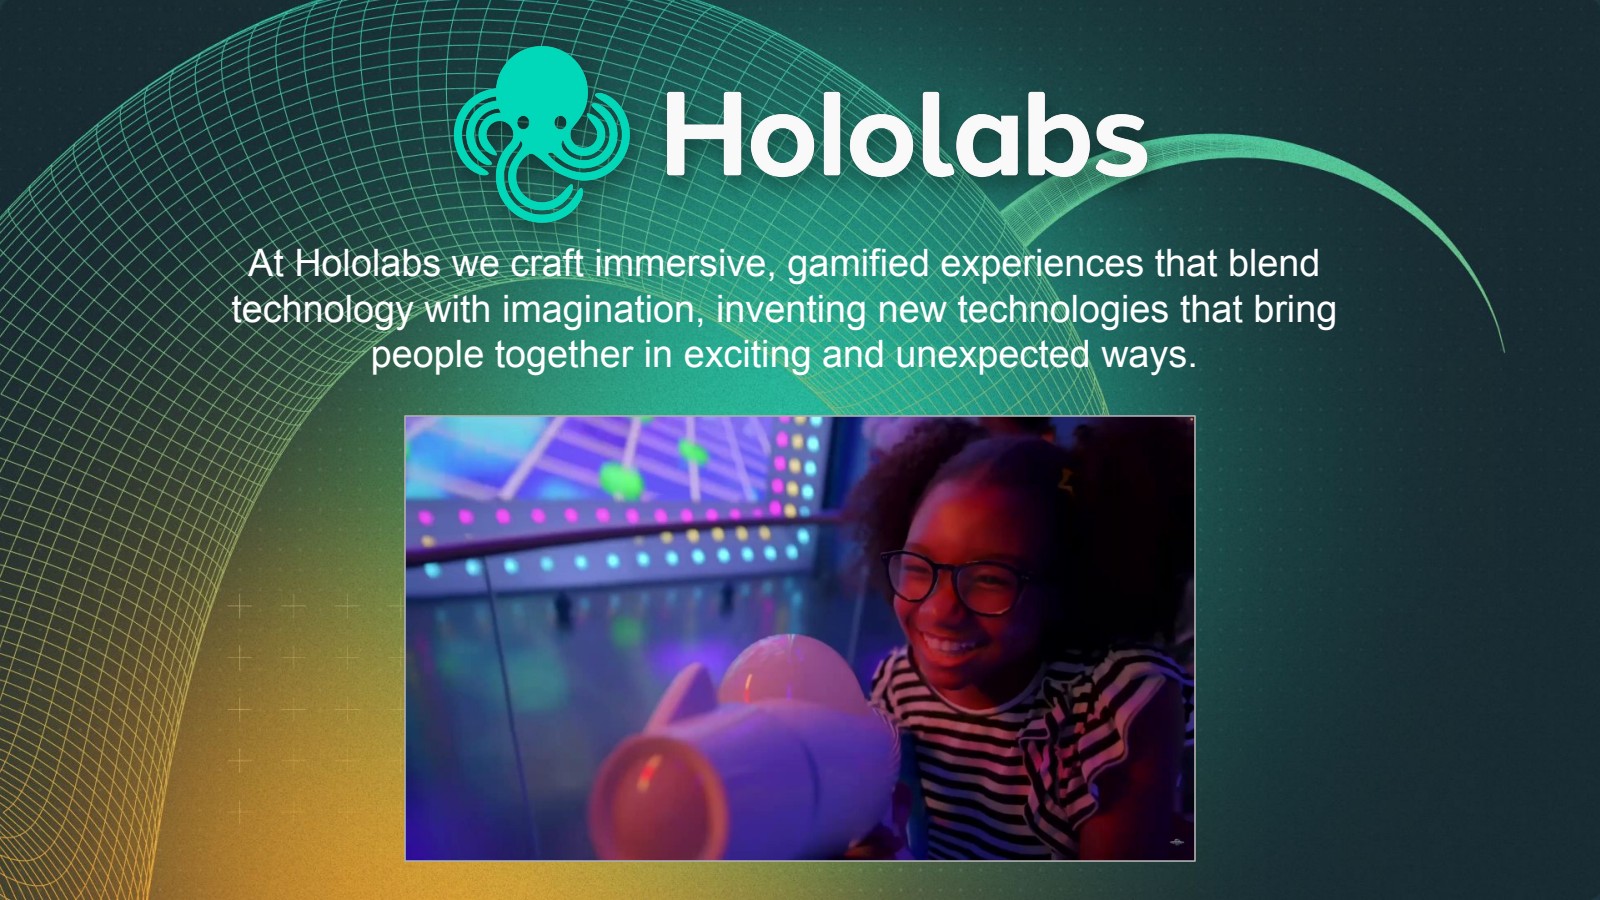 Hololabs
At Hololabs we craft immersive, gamified experiences that blend
technology with imagination, inventing new technologies that bring
people together in exciting and unexpected ways.